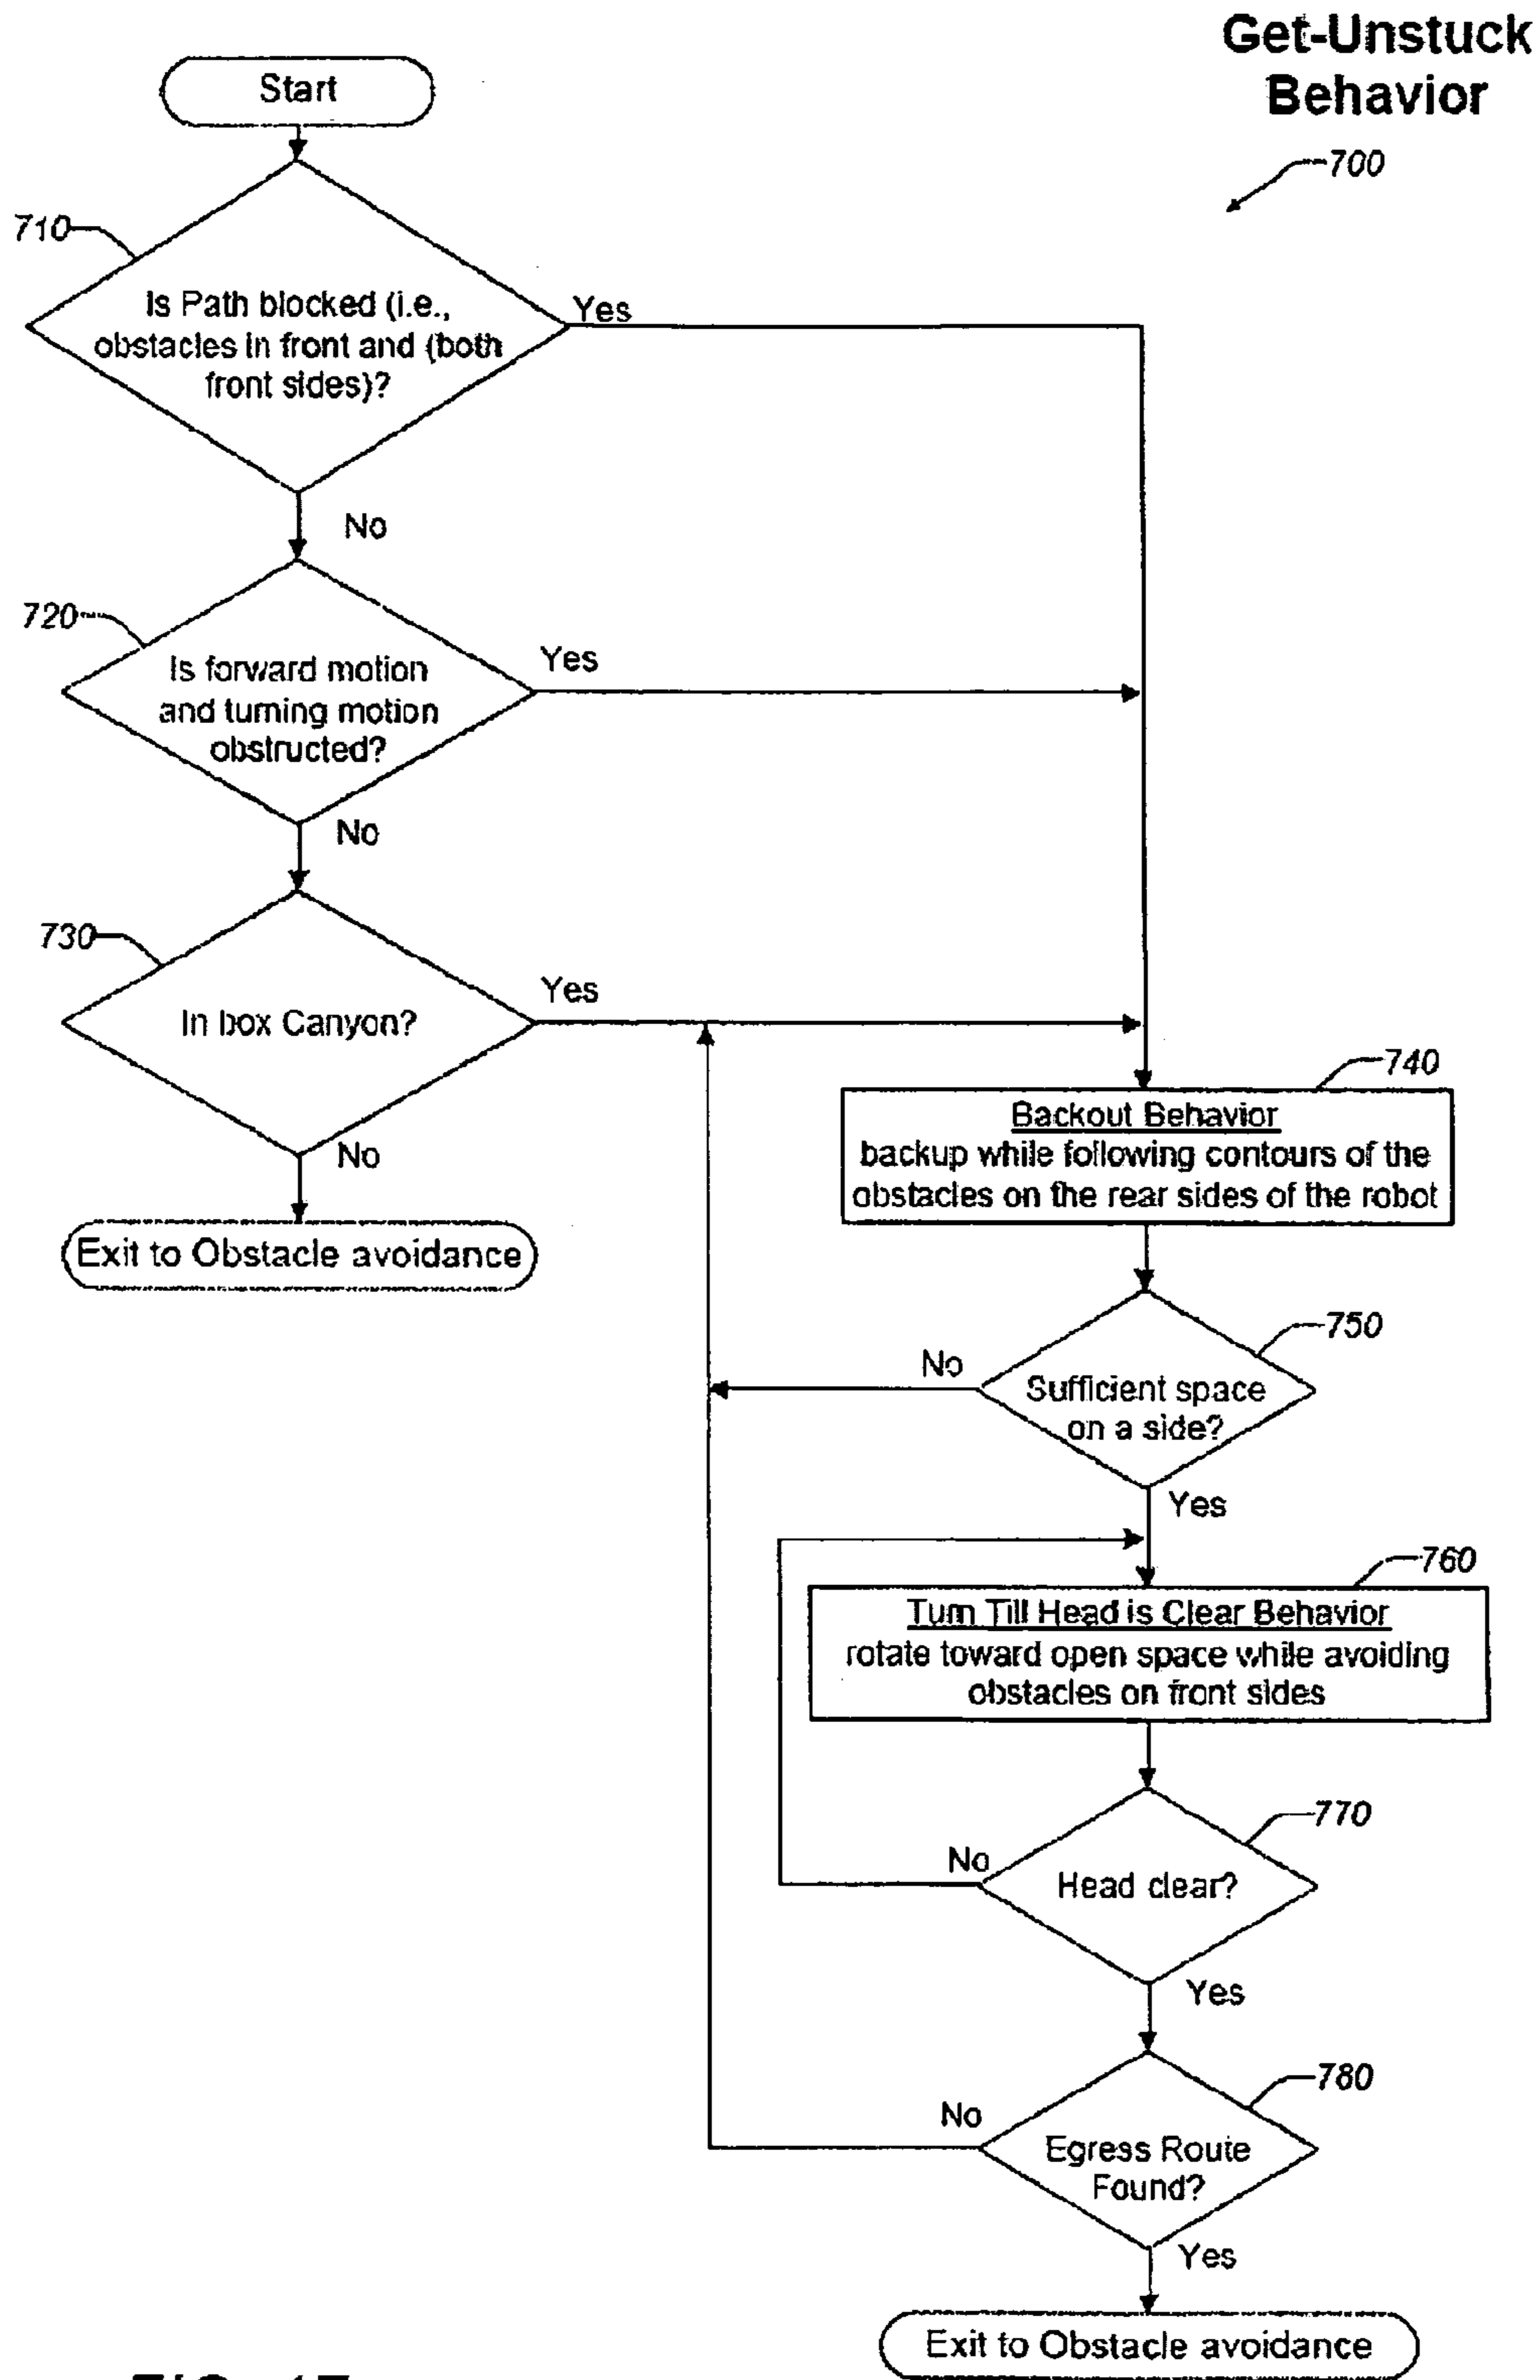 Get-Unstuck
Behavior
700
Start
710
Is Path blocked (i.e.,
obstacles in front and (both
front sides)?
Yes
No
720
Is forward motion
and turning motion
obstructed?
Yes
No
730
In box Canyon?
Yes
No
Exit to Obstacle avoidance
740
Backout Behavior
backup while following contours of the
obstacles on the rear sides of the robot
750
Sufficient space
on a side?
No
Yes
760
Turn Till Head is Clear Behavior
rotate toward open space while avoiding
obstacles on front sides
770
Head clear?
No
Yes
780
Egress Route
Found?
No
Yes
Exit to Obstacle avoidance